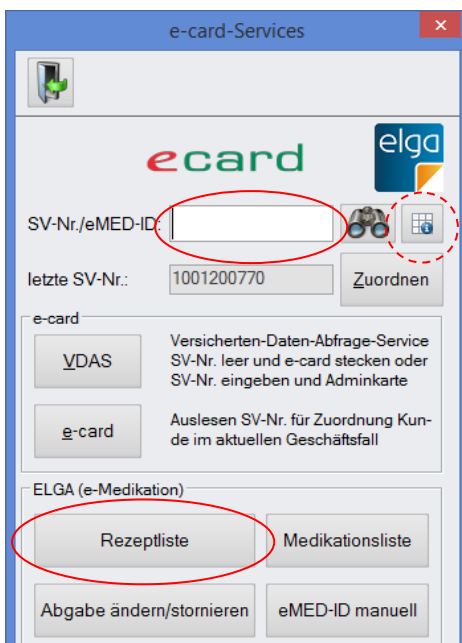 e-card-Services
ecard
elga
SV-Nr./eMED-ID:
letzte SV-Nr.: 1001200770 Zuordnen
e-card
VDAS
Versicherten-Daten-Abfrage-Service
SV-Nr. leer und e-card stecken oder
SV-Nr. eingeben und Adminkarte
e-card
Auslesen SV-Nr. für Zuordnung Kun-
de im aktuellen Geschäftsfall
ELGA (e-Medikation)
Rezeptliste Medikationsliste
Abgabe ändern/stornieren eMED-ID manuell